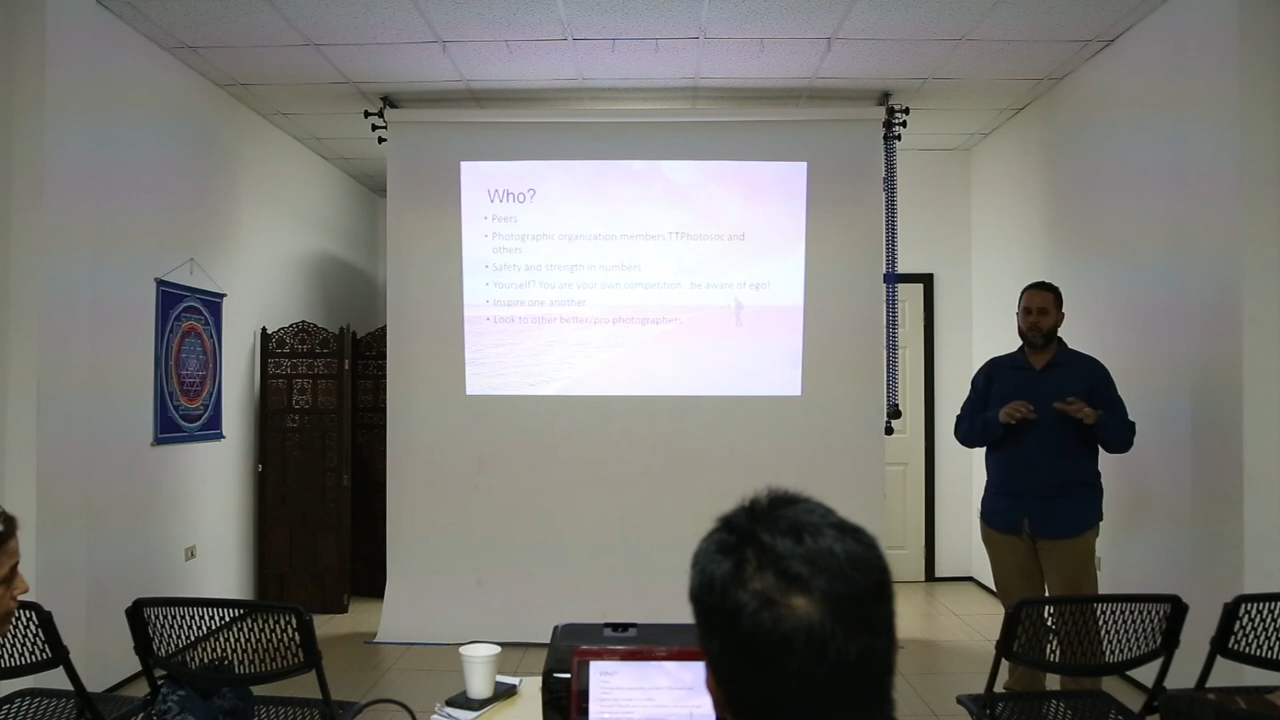 Who?
• Peers
• Photographic organization members TTPhotosoc and
others
• Safety and strength in numbers
• Yourself? You are your own competition...be aware of ego!
• Inspire one another
• Look to other better/pro photographers
Who?